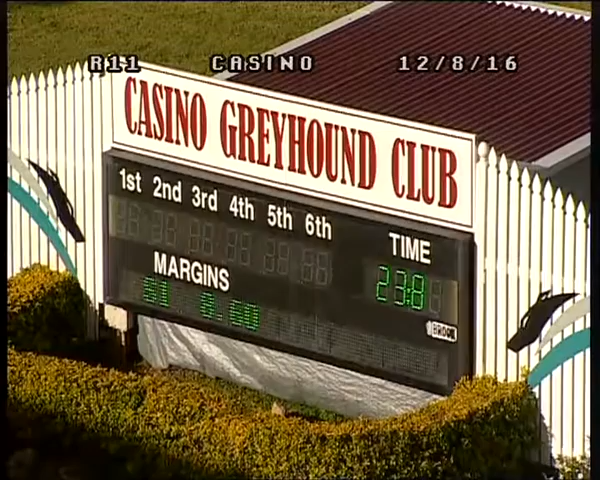 R11 CASINO 12/8/16
CASINO GREYHOUND CLUB
1st 2nd 3rd 4th 5th 6th
TIME
23:8
MARGINS